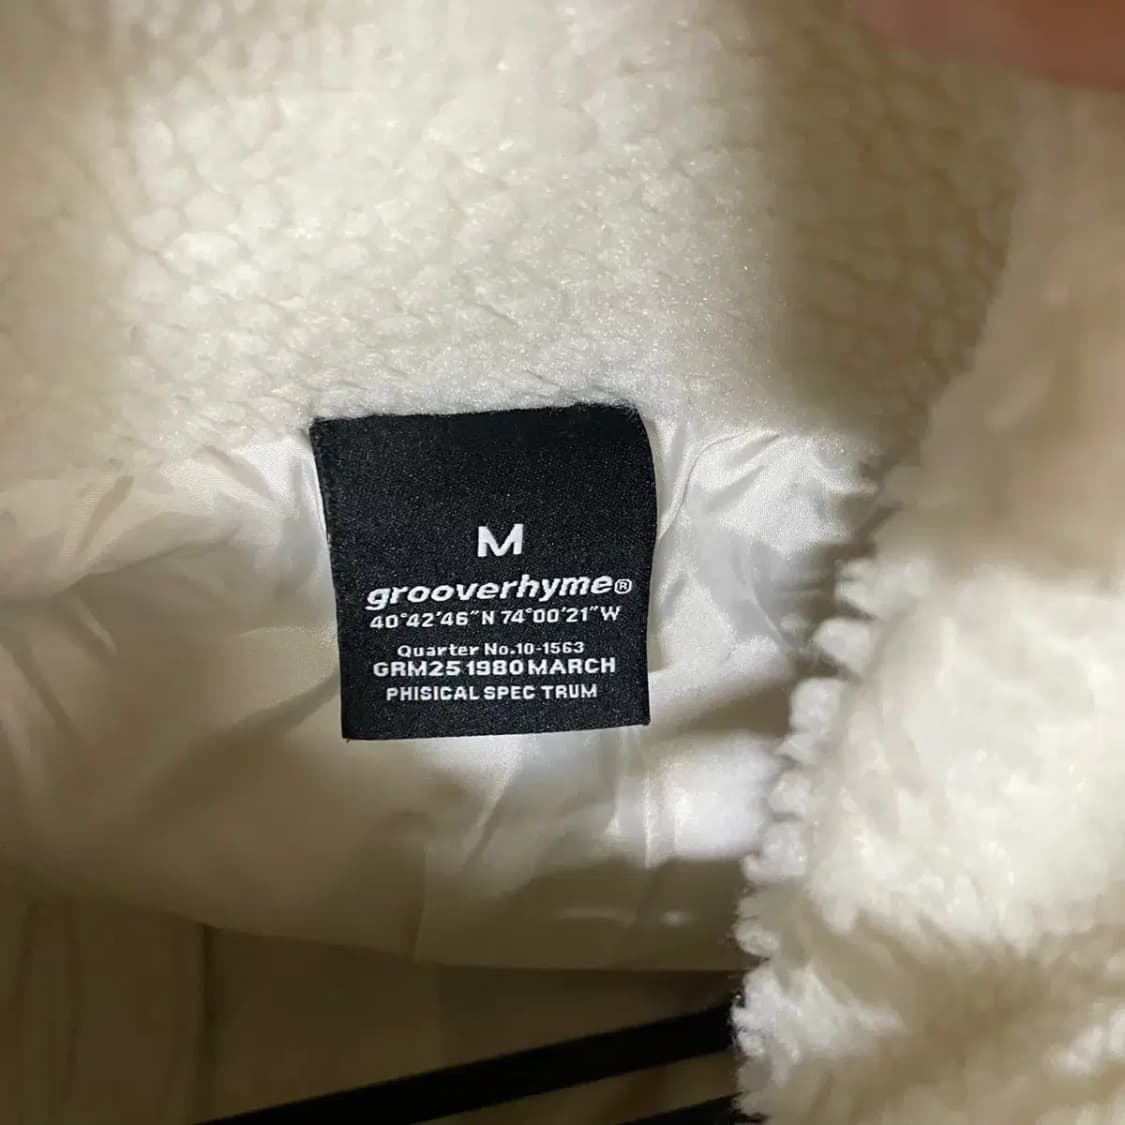 M
grooverhyme®
40°42'46"N 74°00'21"W
Quarter No.10-1563
GRM25 1980 MARCH
PHISICAL SPEC TRUM